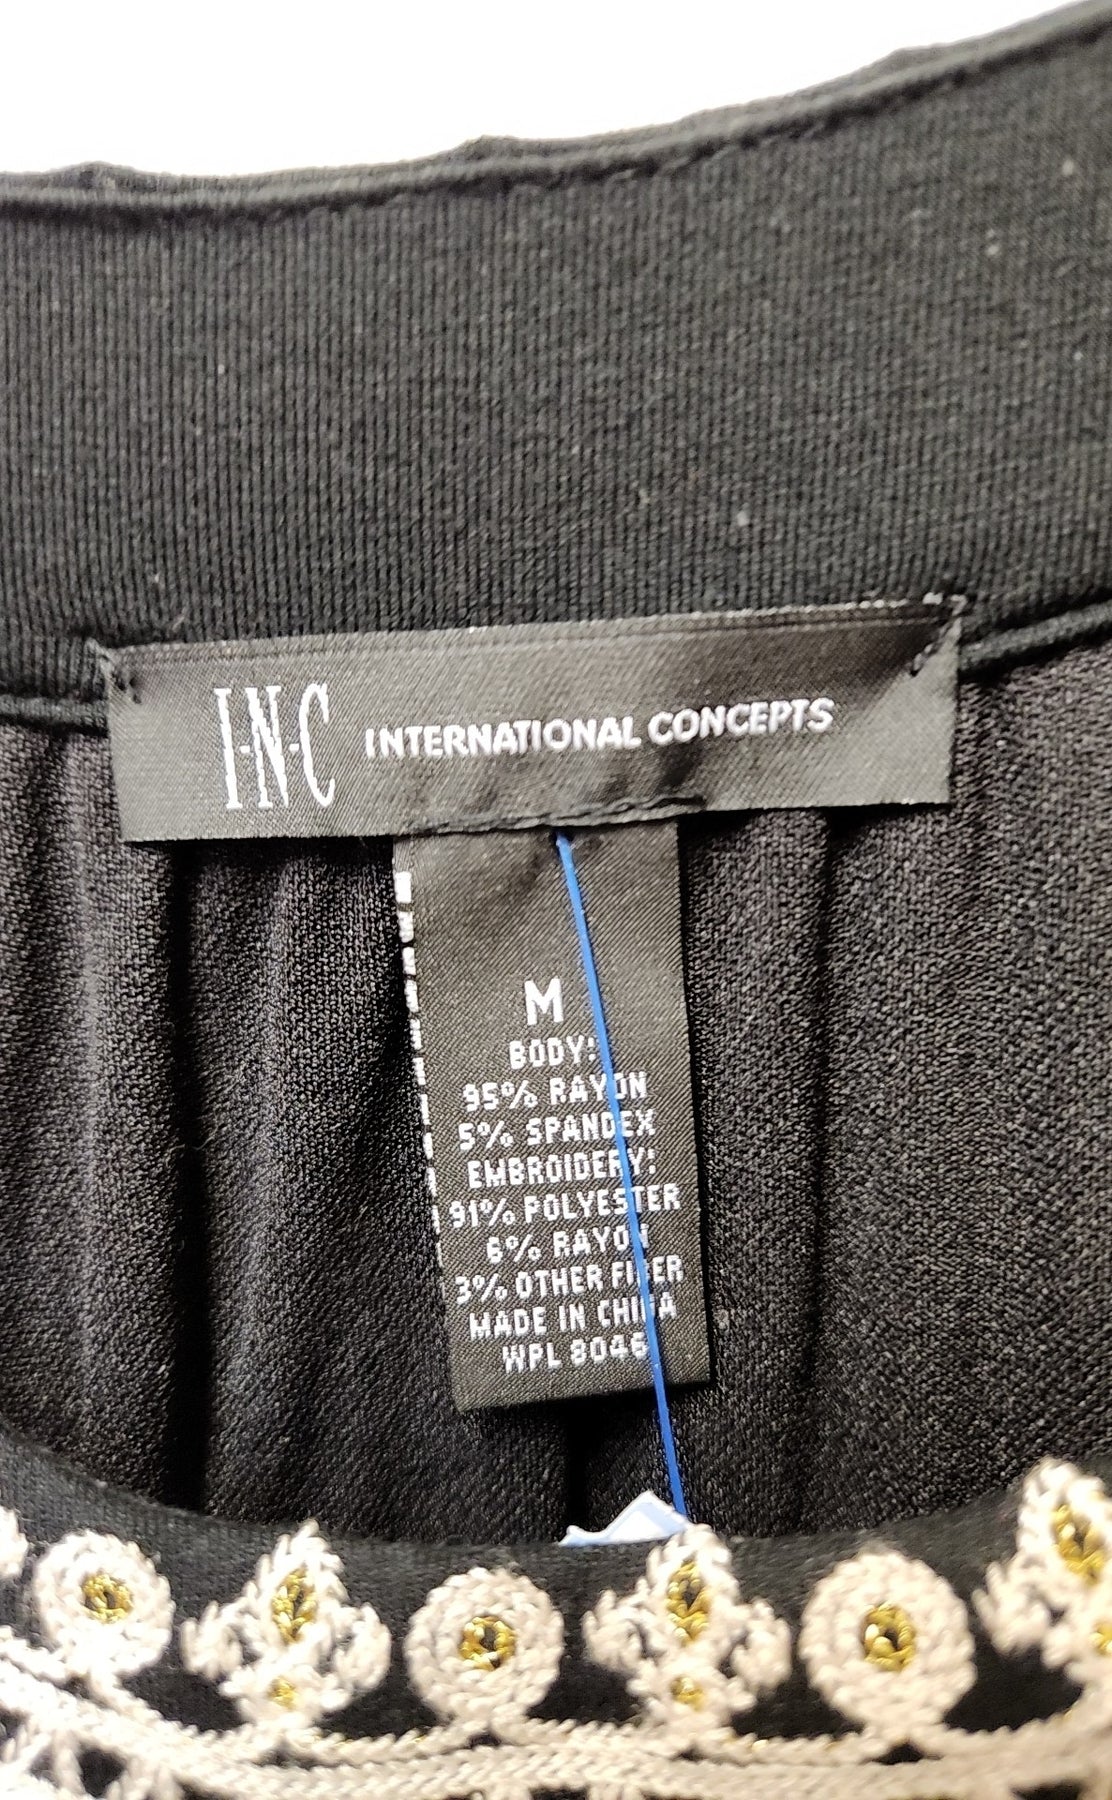 I·N·C INTERNATIONAL CONCEPTS
M
BODY:
95% RAYON
5% SPANDEX
EMBROIDERY:
91% POLYESTER
6% RAYON
3% OTHER FIBER
MADE IN CHINA
WPL 8046